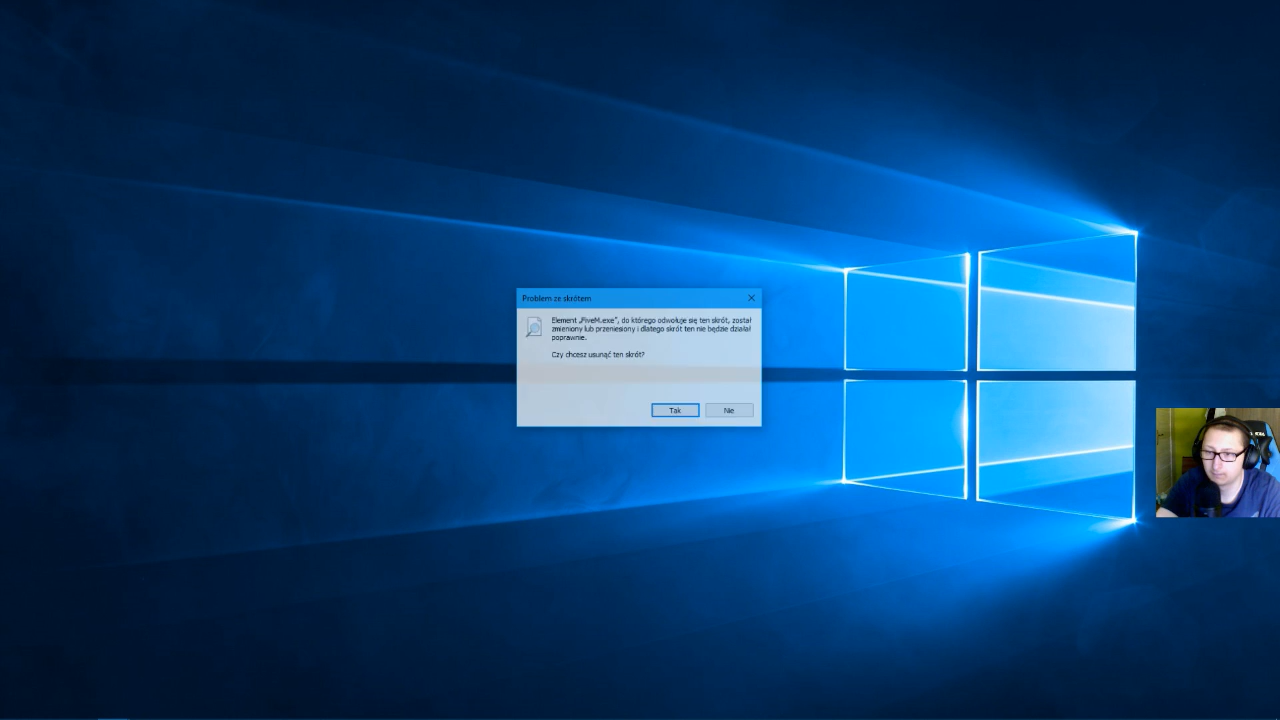 Problem ze skrótem
Element „FiveM.exe”, do którego odwołuje się ten skrót, został
zmieniony lub przeniesiony i dlatego skrót ten nie będzie działał
poprawnie.
Czy chcesz usunąć ten skrót?
Tak
Nie